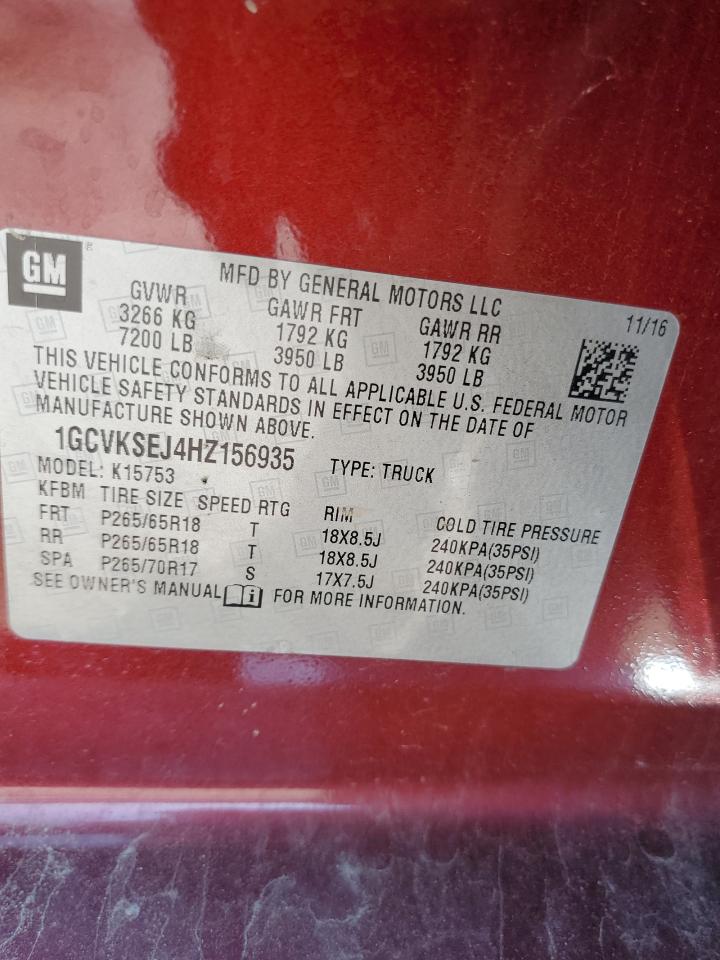 GM
MFD BY GENERAL MOTORS LLC
11/16
GVWR GAWR FRT GAWR RR
3266 KG 1792 KG 1792 KG
7200 LB 3950 LB 3950 LB
THIS VEHICLE CONFORMS TO ALL APPLICABLE U.S. FEDERAL MOTOR
VEHICLE SAFETY STANDARDS IN EFFECT ON THE DATE OF
MANUFACTURE SHOWN ABOVE.
1GCVKSEJ4HZ156935 TYPE: TRUCK
MODEL: K15753
KFBM TIRE SIZE SPEED RTG RIM COLD TIRE PRESSURE
FRT P265/65R18 T 18X8.5J 240KPA(35PSI)
RR P265/65R18 T 18X8.5J 240KPA(35PSI)
SPA P265/70R17 S 17X7.5J 240KPA(35PSI)
SEE OWNER'S MANUAL i FOR MORE INFORMATION.